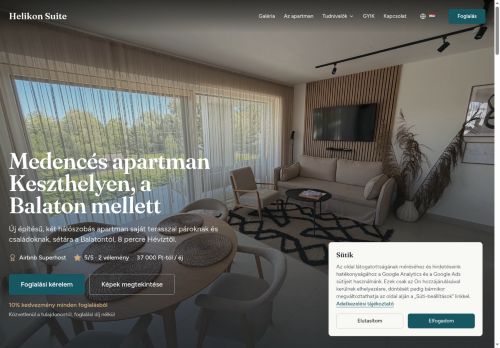 Helikon Suite
Galéria Az apartman Tudnivalók GYIK Kapcsolat Foglalás
Medencés apartman
Keszthelyen, a
Balaton mellett
Új építésű, két hálószobás apartman saját terasszal pároknak és
családoknak, sétára a Balatontól, 8 percre Hévíztől.
Airbnb Superhost 5/5 · 2 vélemény 37 000 Ft-tól / éj
Foglalási kérelem Képek megtekintése
10% kedvezmény minden foglalásból
Közvetlenül a tulajdonostól, foglalási díj nélkül
Sütik
Az oldal látogatottságának méréséhez és hirdetéseink
hatékonyságához a Google Analytics és a Google Ads
sütijeit használnánk. Ezek csak az Ön hozzájárulásával
kerülnek elhelyezésre, döntését pedig bármikor
megváltoztathatja az oldal alján a „Süti-beállítások” linkkel.
Adatkezelési tájékoztató
Elutasítom Elfogadom